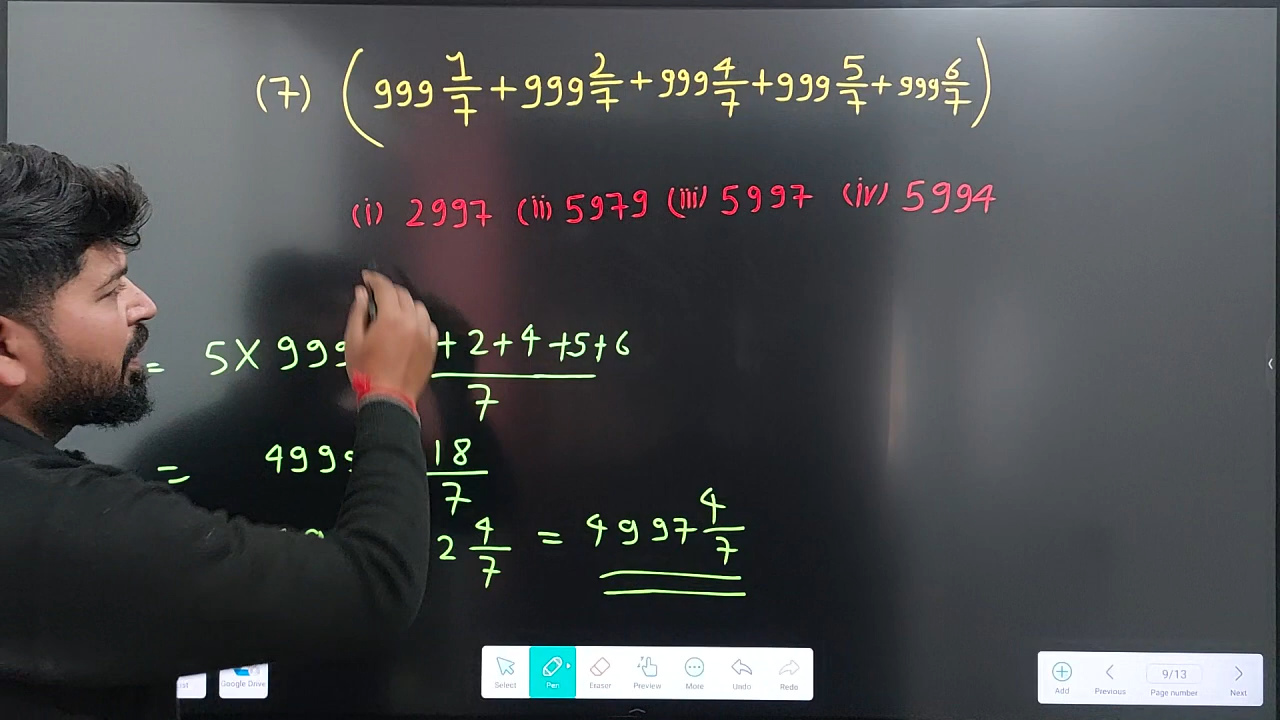 (7) (999 1/7 + 999 2/7 + 999 4/7 + 999 5/7 + 999 6/7)
(i) 2997 (ii) 5979 (iii) 5997 (iv) 5994
= 5 × 999 + 2 + 4 + 5 + 6 / 7
= 499 18/7
2 4/7 = 4997 4/7
Google Drive
Select Pen Eraser Preview More Undo Redo
Add Previous 9/13 Page number Next